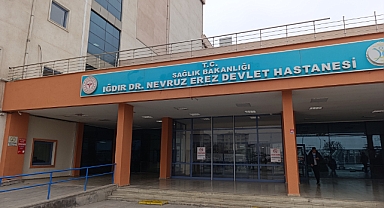 T.C.
SAĞLIK BAKANLIĞI
IĞDIR DR. NEVRUZ EREZ DEVLET HASTANESİ